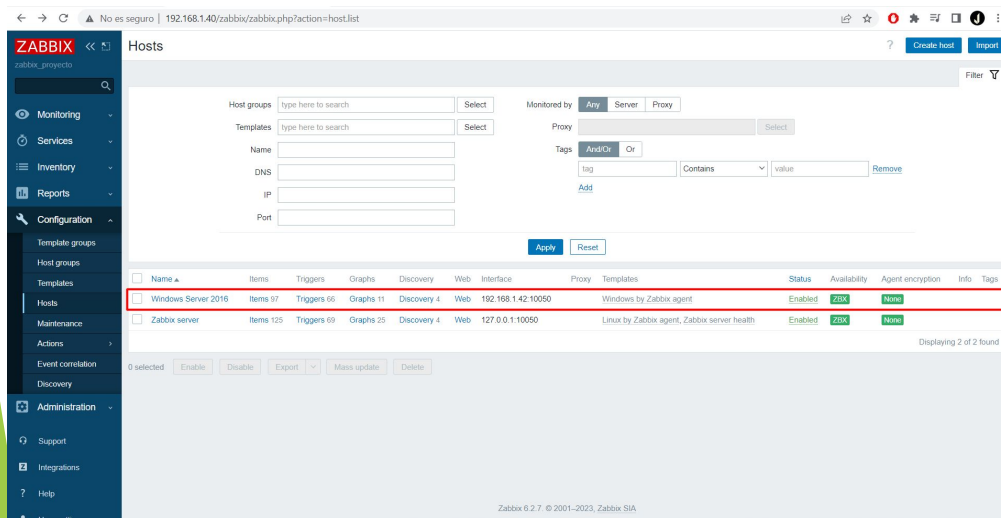 No es seguro | 192.168.1.40/zabbix/zabbix.php?action=host.list
ZABBIX
zabbix_proyecto
Monitoring
Services
Inventory
Reports
Configuration
Template groups
Host groups
Templates
Hosts
Maintenance
Actions
Event correlation
Discovery
Administration
Support
Integrations
Help
Hosts
? Create host Import
Filter
Host groups type here to search Select
Templates type here to search Select
Name
DNS
IP
Port
Monitored by Any Server Proxy
Proxy Select
Tags And/Or Or
tag Contains value Remove
Add
Apply Reset
Name Items Triggers Graphs Discovery Web Interface Proxy Templates Status Availability Agent encryption Info Tags
Windows Server 2016 Items 97 Triggers 66 Graphs 11 Discovery 4 Web 192.168.1.42:10050 Windows by Zabbix agent Enabled ZBX None
Zabbix server Items 125 Triggers 69 Graphs 25 Discovery 4 Web 127.0.0.1:10050 Linux by Zabbix agent, Zabbix server health Enabled ZBX None
Displaying 2 of 2 found
0 selected Enable Disable Export Mass update Delete
Zabbix 6.2.7. © 2001–2023, Zabbix SIA